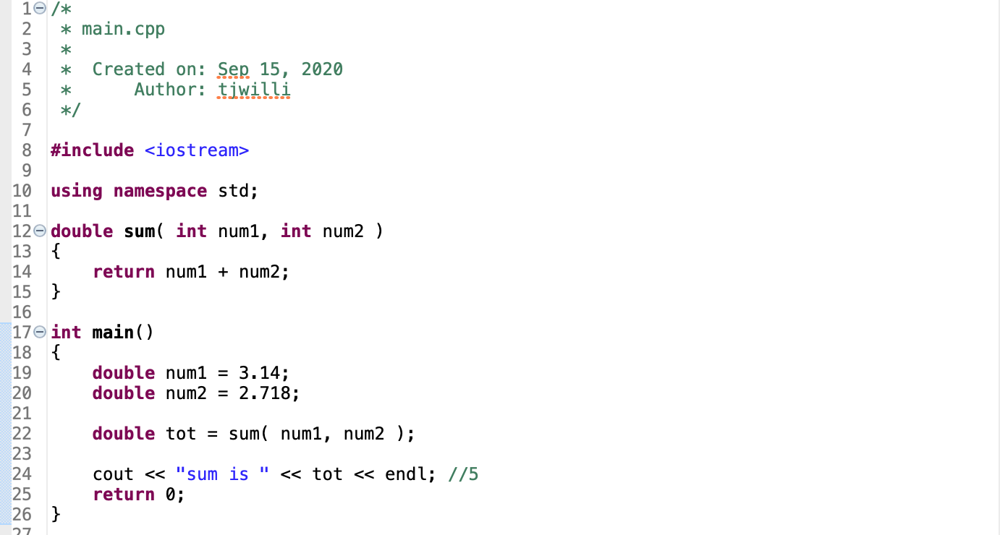 1 /*
2  * main.cpp
3  *
4  *  Created on: Sep 15, 2020
5  *      Author: tjwilli
6  */
7
8 #include <iostream>
9
10 using namespace std;
11
12 double sum( int num1, int num2 )
13 {
14     return num1 + num2;
15 }
16
17 int main()
18 {
19     double num1 = 3.14;
20     double num2 = 2.718;
21
22     double tot = sum( num1, num2 );
23
24     cout << "sum is " << tot << endl; //5
25     return 0;
26 }
27